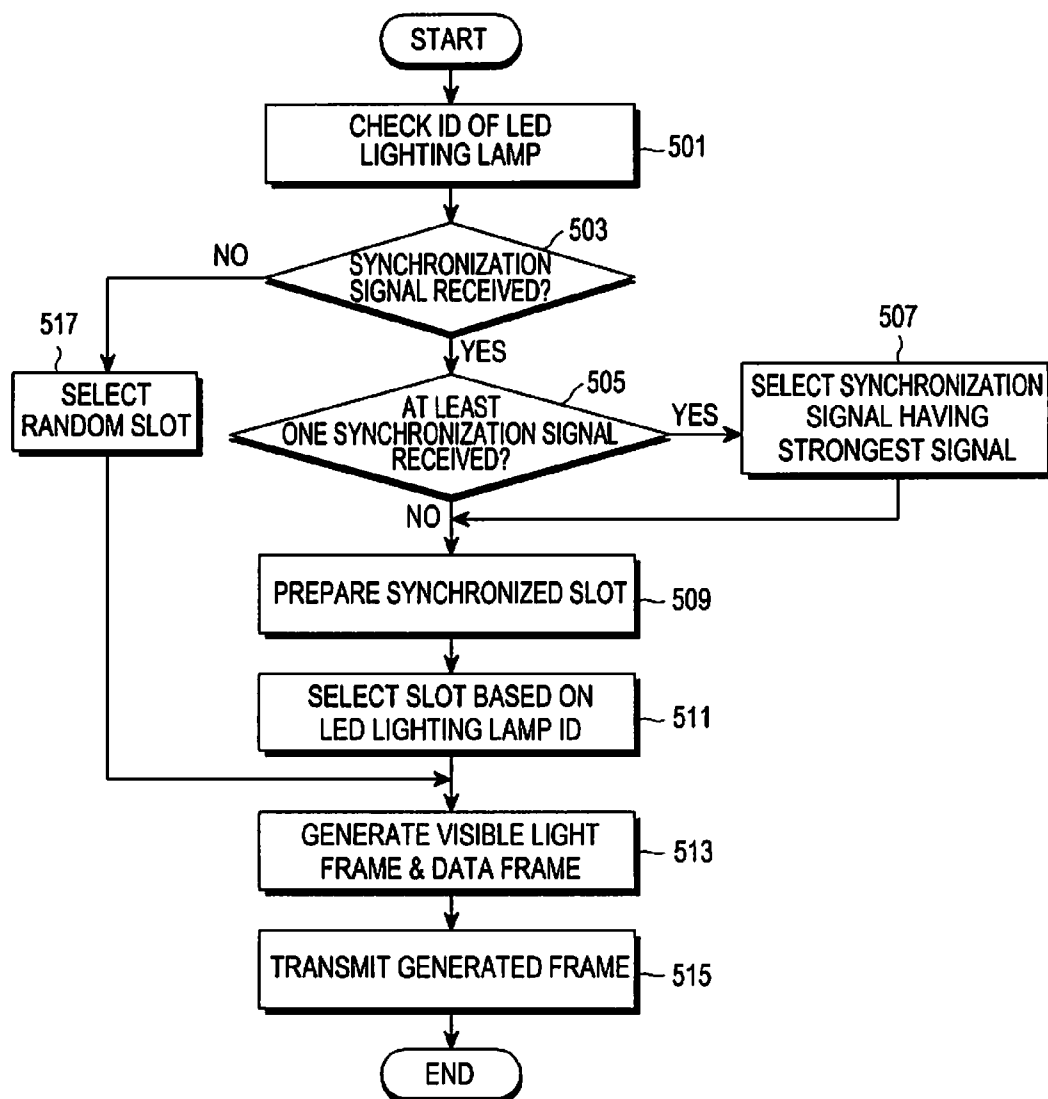 START
CHECK ID OF LED
LIGHTING LAMP
501
503
NO
SYNCHRONIZATION
SIGNAL RECEIVED?
517
YES
507
SELECT
RANDOM SLOT
505
AT LEAST
ONE SYNCHRONIZATION SIGNAL
RECEIVED?
YES
SELECT SYNCHRONIZATION
SIGNAL HAVING
STRONGEST SIGNAL
NO
PREPARE SYNCHRONIZED SLOT
509
SELECT SLOT BASED ON
LED LIGHTING LAMP ID
511
GENERATE VISIBLE LIGHT
FRAME & DATA FRAME
513
TRANSMIT GENERATED FRAME
515
END